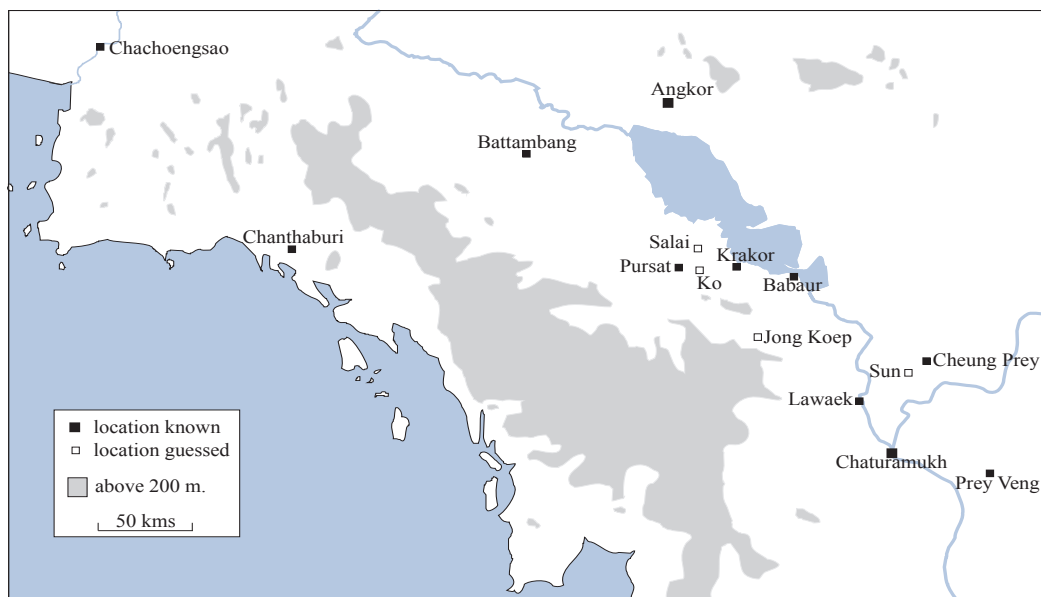 Chachoengsao
Angkor
Battambang
Chanthaburi
Salai
Krakor
Pursat
Ko
Babaur
Jong Koep
Cheung Prey
Sun
Lawaek
Chaturamukh
Prey Veng
location known
location guessed
above 200 m.
50 kms